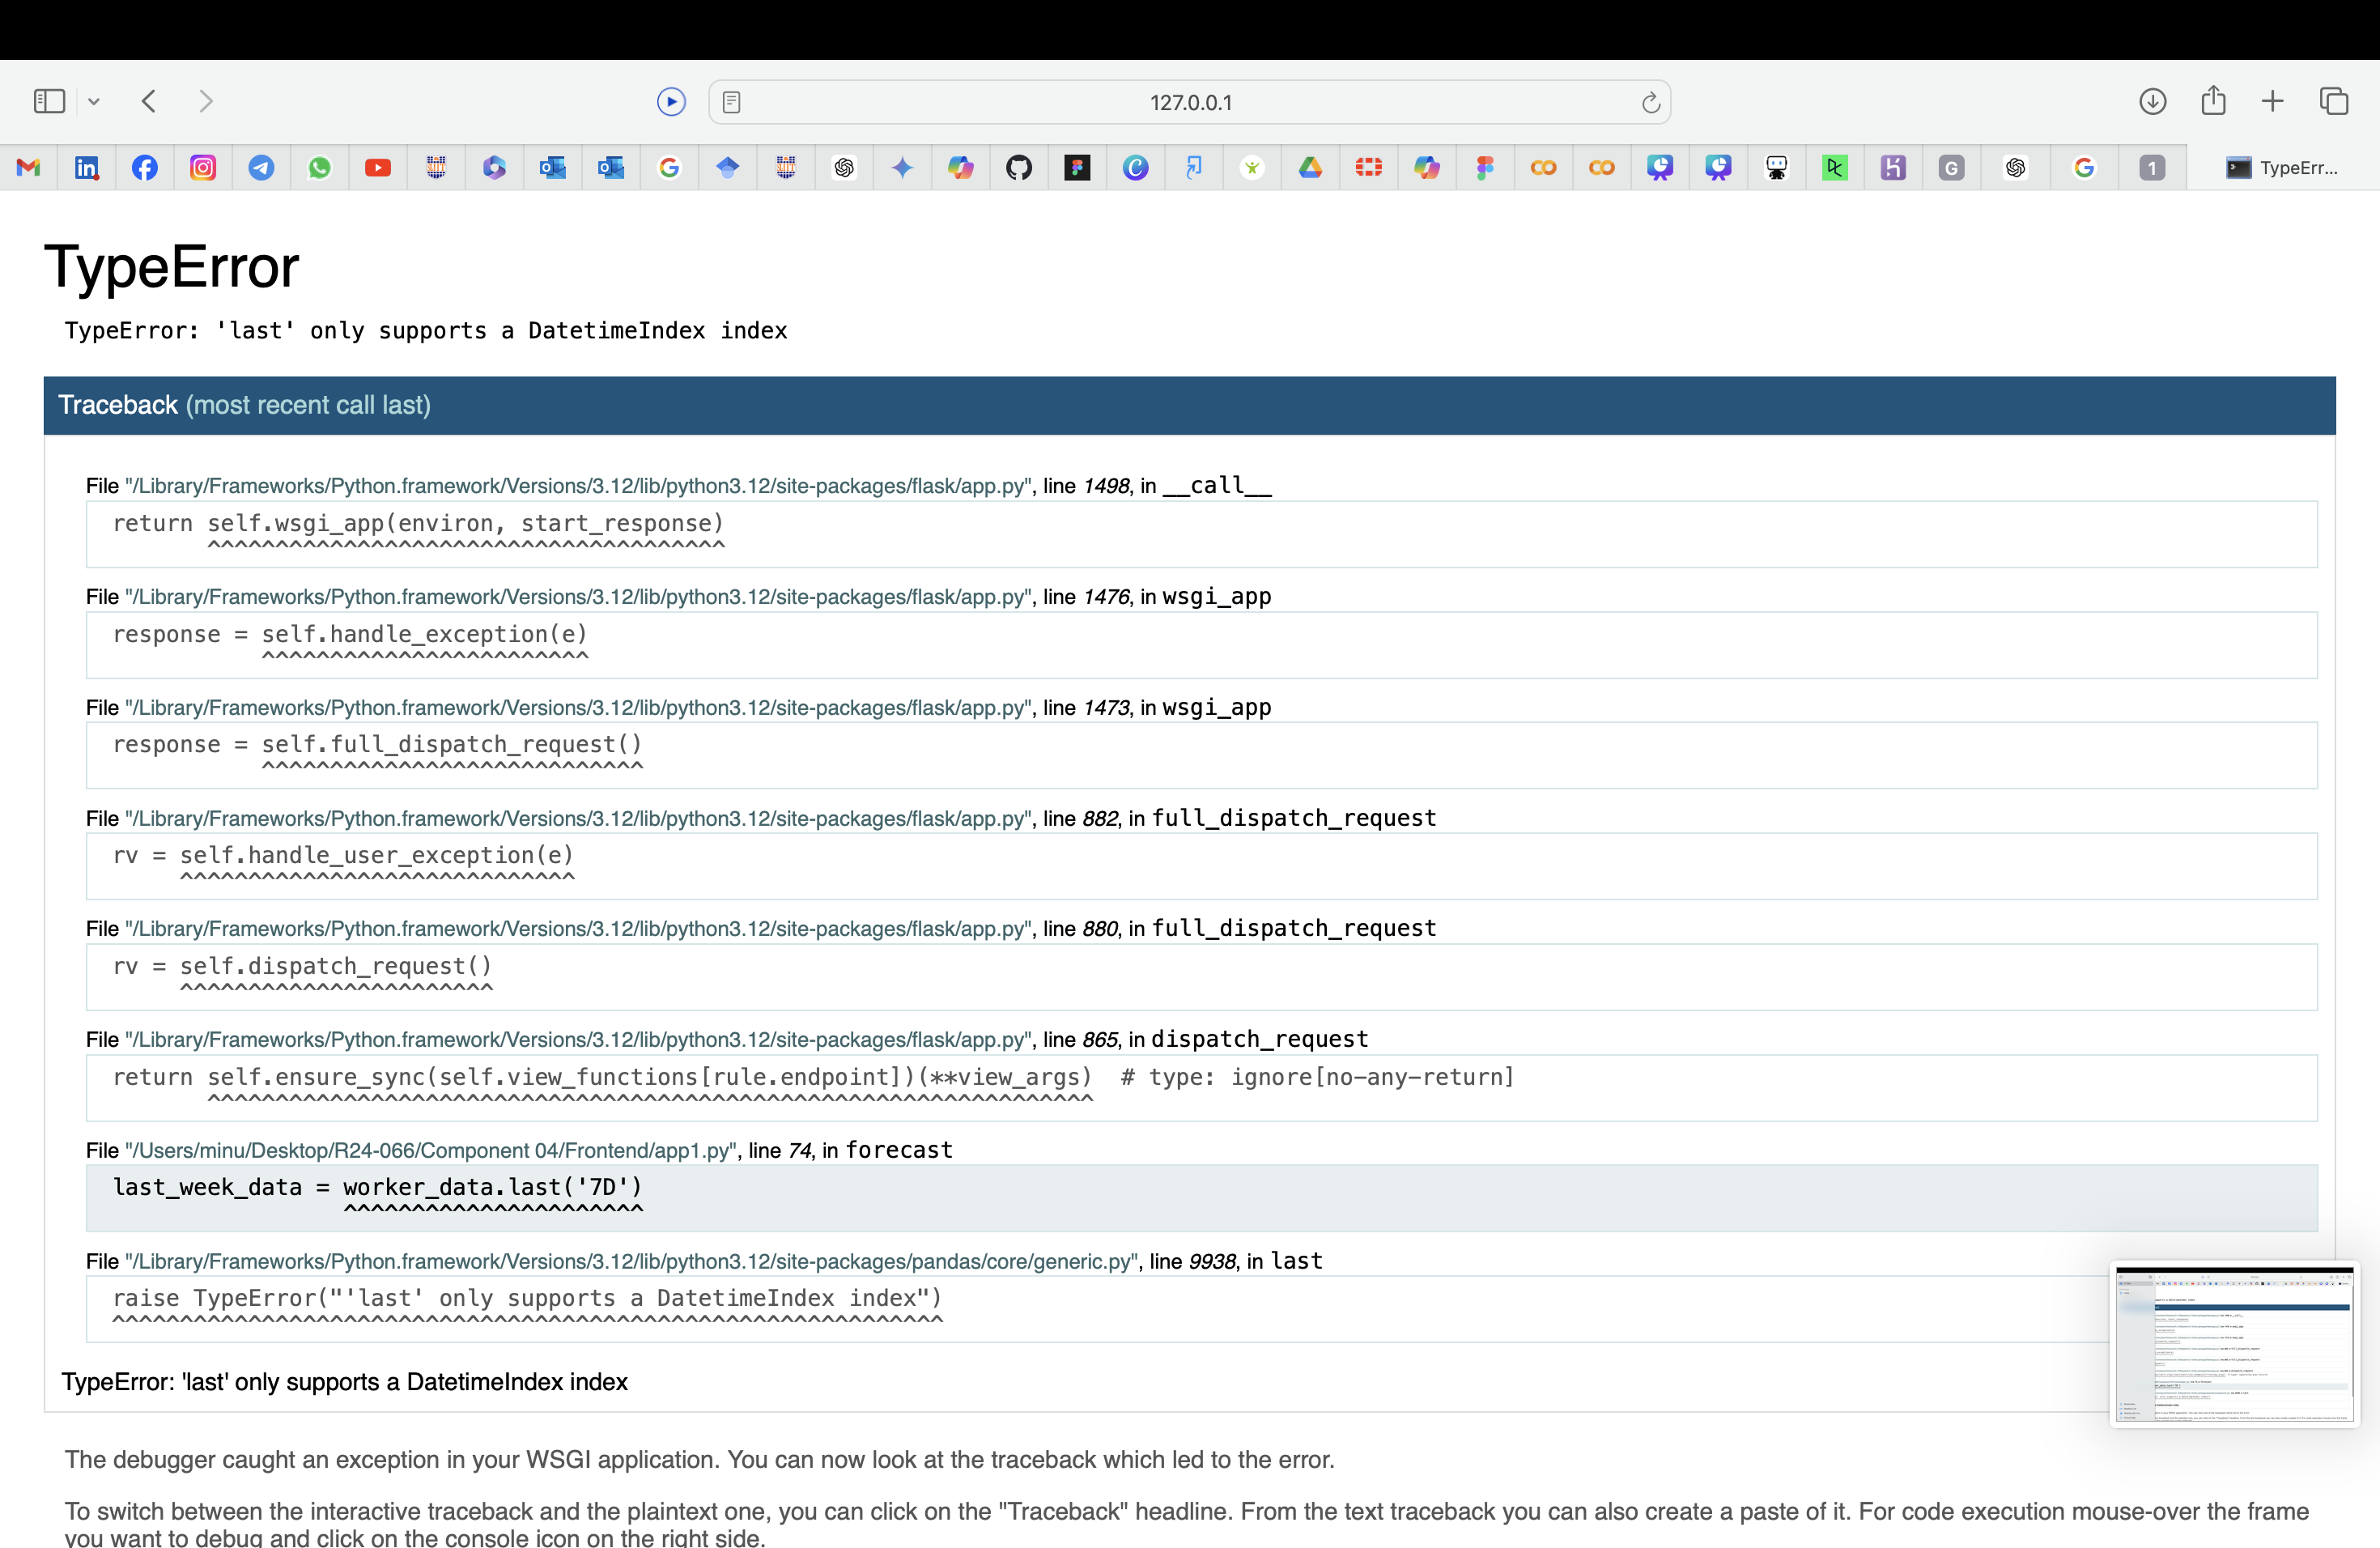 127.0.0.1
G
1
TypeErr...
TypeError
TypeError: 'last' only supports a DatetimeIndex index
Traceback (most recent call last)
File "/Library/Frameworks/Python.framework/Versions/3.12/lib/python3.12/site-packages/flask/app.py", line 1498, in __call__
return self.wsgi_app(environ, start_response)
^^^^^^^^^^^^^^^^^^^^^^^^^^^^^^^^^^^^^^
File "/Library/Frameworks/Python.framework/Versions/3.12/lib/python3.12/site-packages/flask/app.py", line 1476, in wsgi_app
response = self.handle_exception(e)
^^^^^^^^^^^^^^^^^^^^^^^^
File "/Library/Frameworks/Python.framework/Versions/3.12/lib/python3.12/site-packages/flask/app.py", line 1473, in wsgi_app
response = self.full_dispatch_request()
^^^^^^^^^^^^^^^^^^^^^^^^^^^^
File "/Library/Frameworks/Python.framework/Versions/3.12/lib/python3.12/site-packages/flask/app.py", line 882, in full_dispatch_request
rv = self.handle_user_exception(e)
^^^^^^^^^^^^^^^^^^^^^^^^^^^^^
File "/Library/Frameworks/Python.framework/Versions/3.12/lib/python3.12/site-packages/flask/app.py", line 880, in full_dispatch_request
rv = self.dispatch_request()
^^^^^^^^^^^^^^^^^^^^^^^
File "/Library/Frameworks/Python.framework/Versions/3.12/lib/python3.12/site-packages/flask/app.py", line 865, in dispatch_request
return self.ensure_sync(self.view_functions[rule.endpoint])(**view_args)  # type: ignore[no-any-return]
^^^^^^^^^^^^^^^^^^^^^^^^^^^^^^^^^^^^^^^^^^^^^^^^^^^^^^^^^^^^^^^^^
File "/Users/minu/Desktop/R24-066/Component 04/Frontend/app1.py", line 74, in forecast
last_week_data = worker_data.last('7D')
^^^^^^^^^^^^^^^^^^^^^^
File "/Library/Frameworks/Python.framework/Versions/3.12/lib/python3.12/site-packages/pandas/core/generic.py", line 9938, in last
raise TypeError("'last' only supports a DatetimeIndex index")
^^^^^^^^^^^^^^^^^^^^^^^^^^^^^^^^^^^^^^^^^^^^^^^^^^^^^^^^^^^^^
TypeError: 'last' only supports a DatetimeIndex index
The debugger caught an exception in your WSGI application. You can now look at the traceback which led to the error.
To switch between the interactive traceback and the plaintext one, you can click on the "Traceback" headline. From the text traceback you can also create a paste of it. For code execution mouse-over the frame
you want to debug and click on the console icon on the right side.